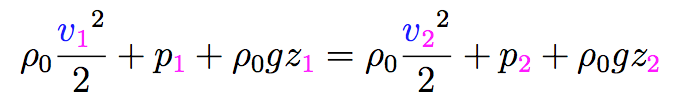 ρ₀ v₁²/2 + p₁ + ρ₀gz₁ = ρ₀ v₂²/2 + p₂ + ρ₀gz₂